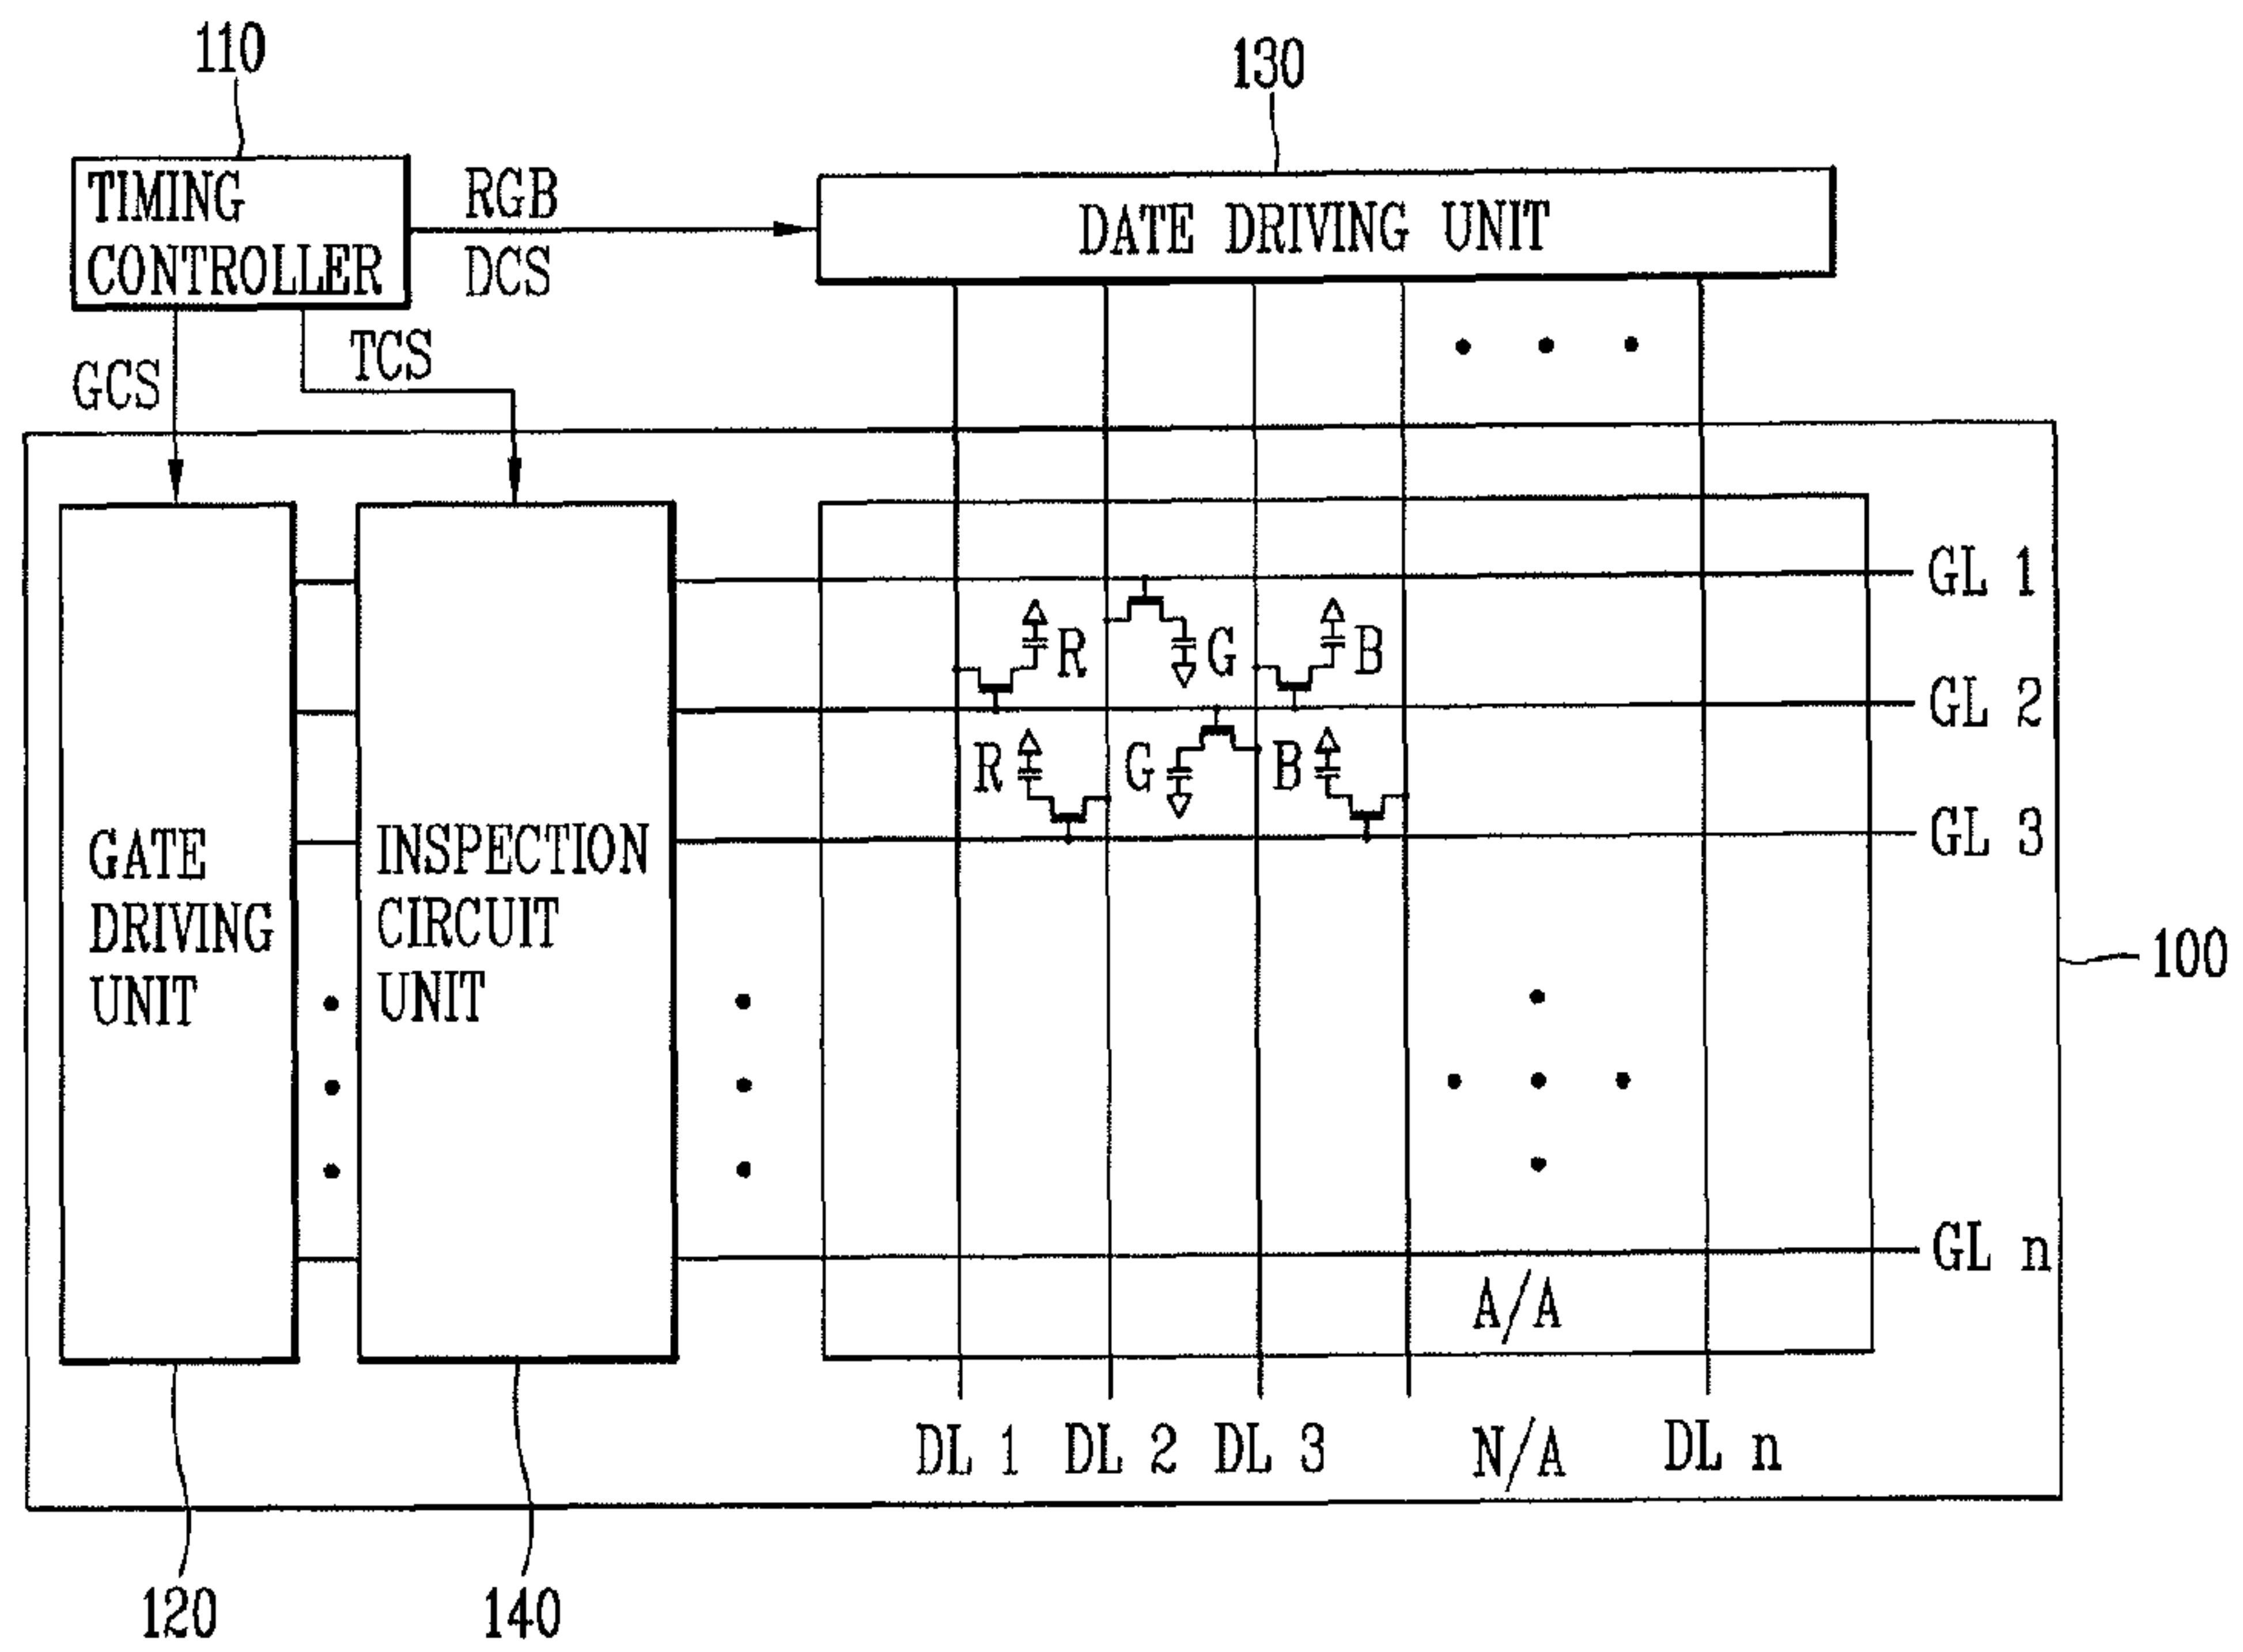 110
130
TIMING
CONTROLLER
RGB
DCS
DATE DRIVING UNIT
GCS
TCS
GL 1
R
G
B
GL 2
R
G
B
GL 3
GATE
DRIVING
UNIT
INSPECTION
CIRCUIT
UNIT
100
GL n
A/A
DL 1
DL 2
DL 3
N/A
DL n
120
140